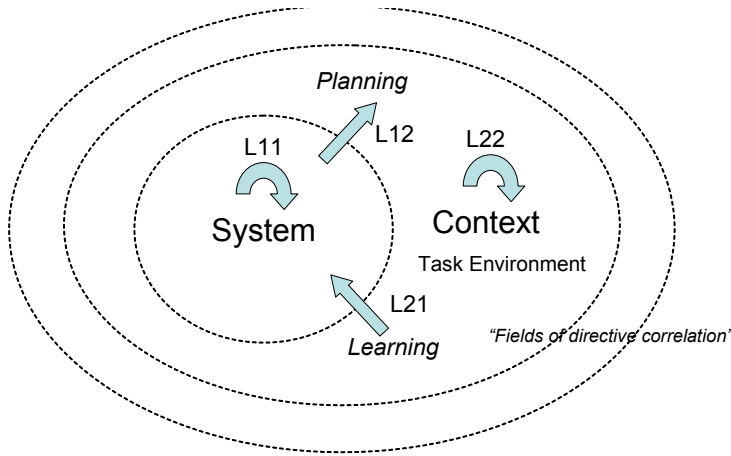 Planning
L12
L11
L22
System
Context
Task Environment
L21
Learning
“Fields of directive correlation’